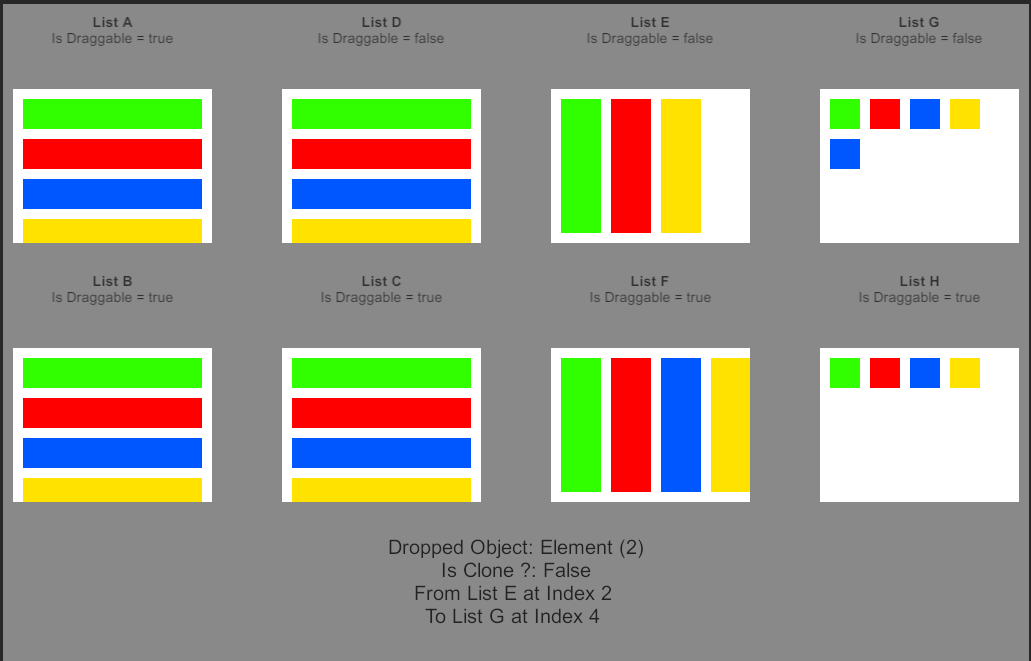 List A
Is Draggable = true
List D
Is Draggable = false
List E
Is Draggable = false
List G
Is Draggable = false
List B
Is Draggable = true
List C
Is Draggable = true
List F
Is Draggable = true
List H
Is Draggable = true
Dropped Object: Element (2)
Is Clone ?: False
From List E at Index 2
To List G at Index 4